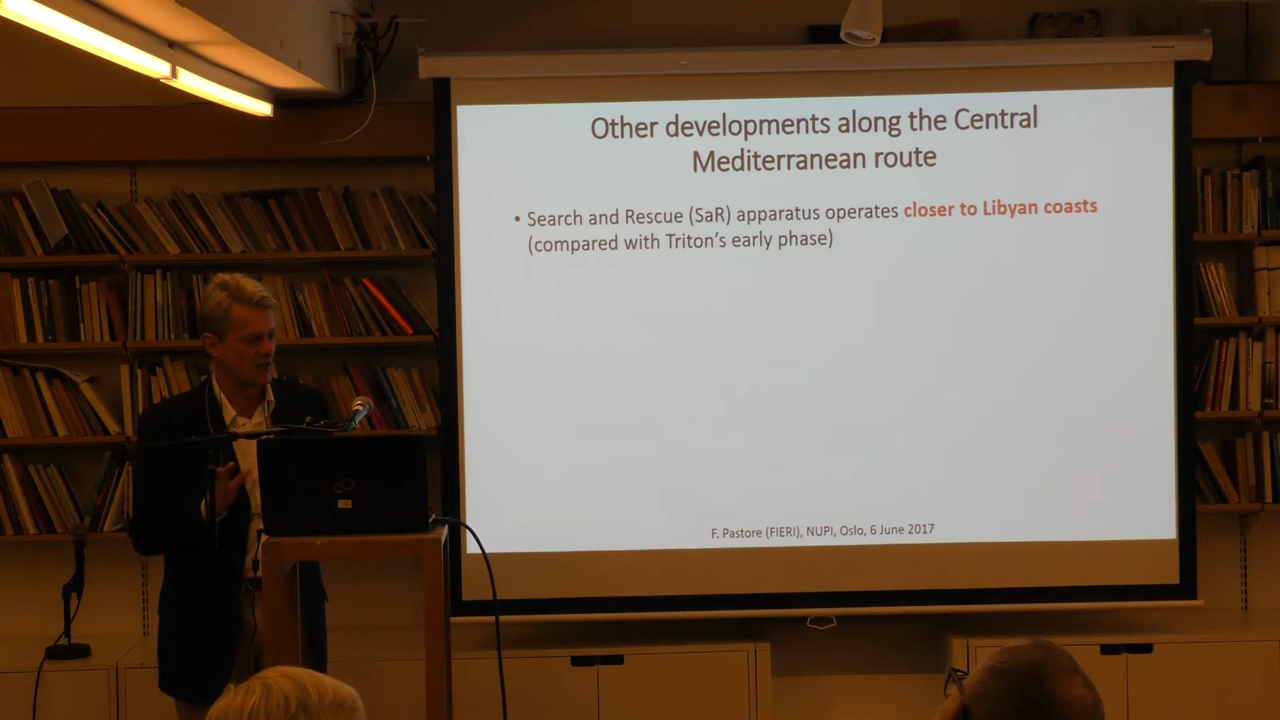 Other developments along the Central
Mediterranean route
• Search and Rescue (SaR) apparatus operates closer to Libyan coasts
(compared with Triton's early phase)
F. Pastore (FIERI), NUPI, Oslo, 6 June 2017